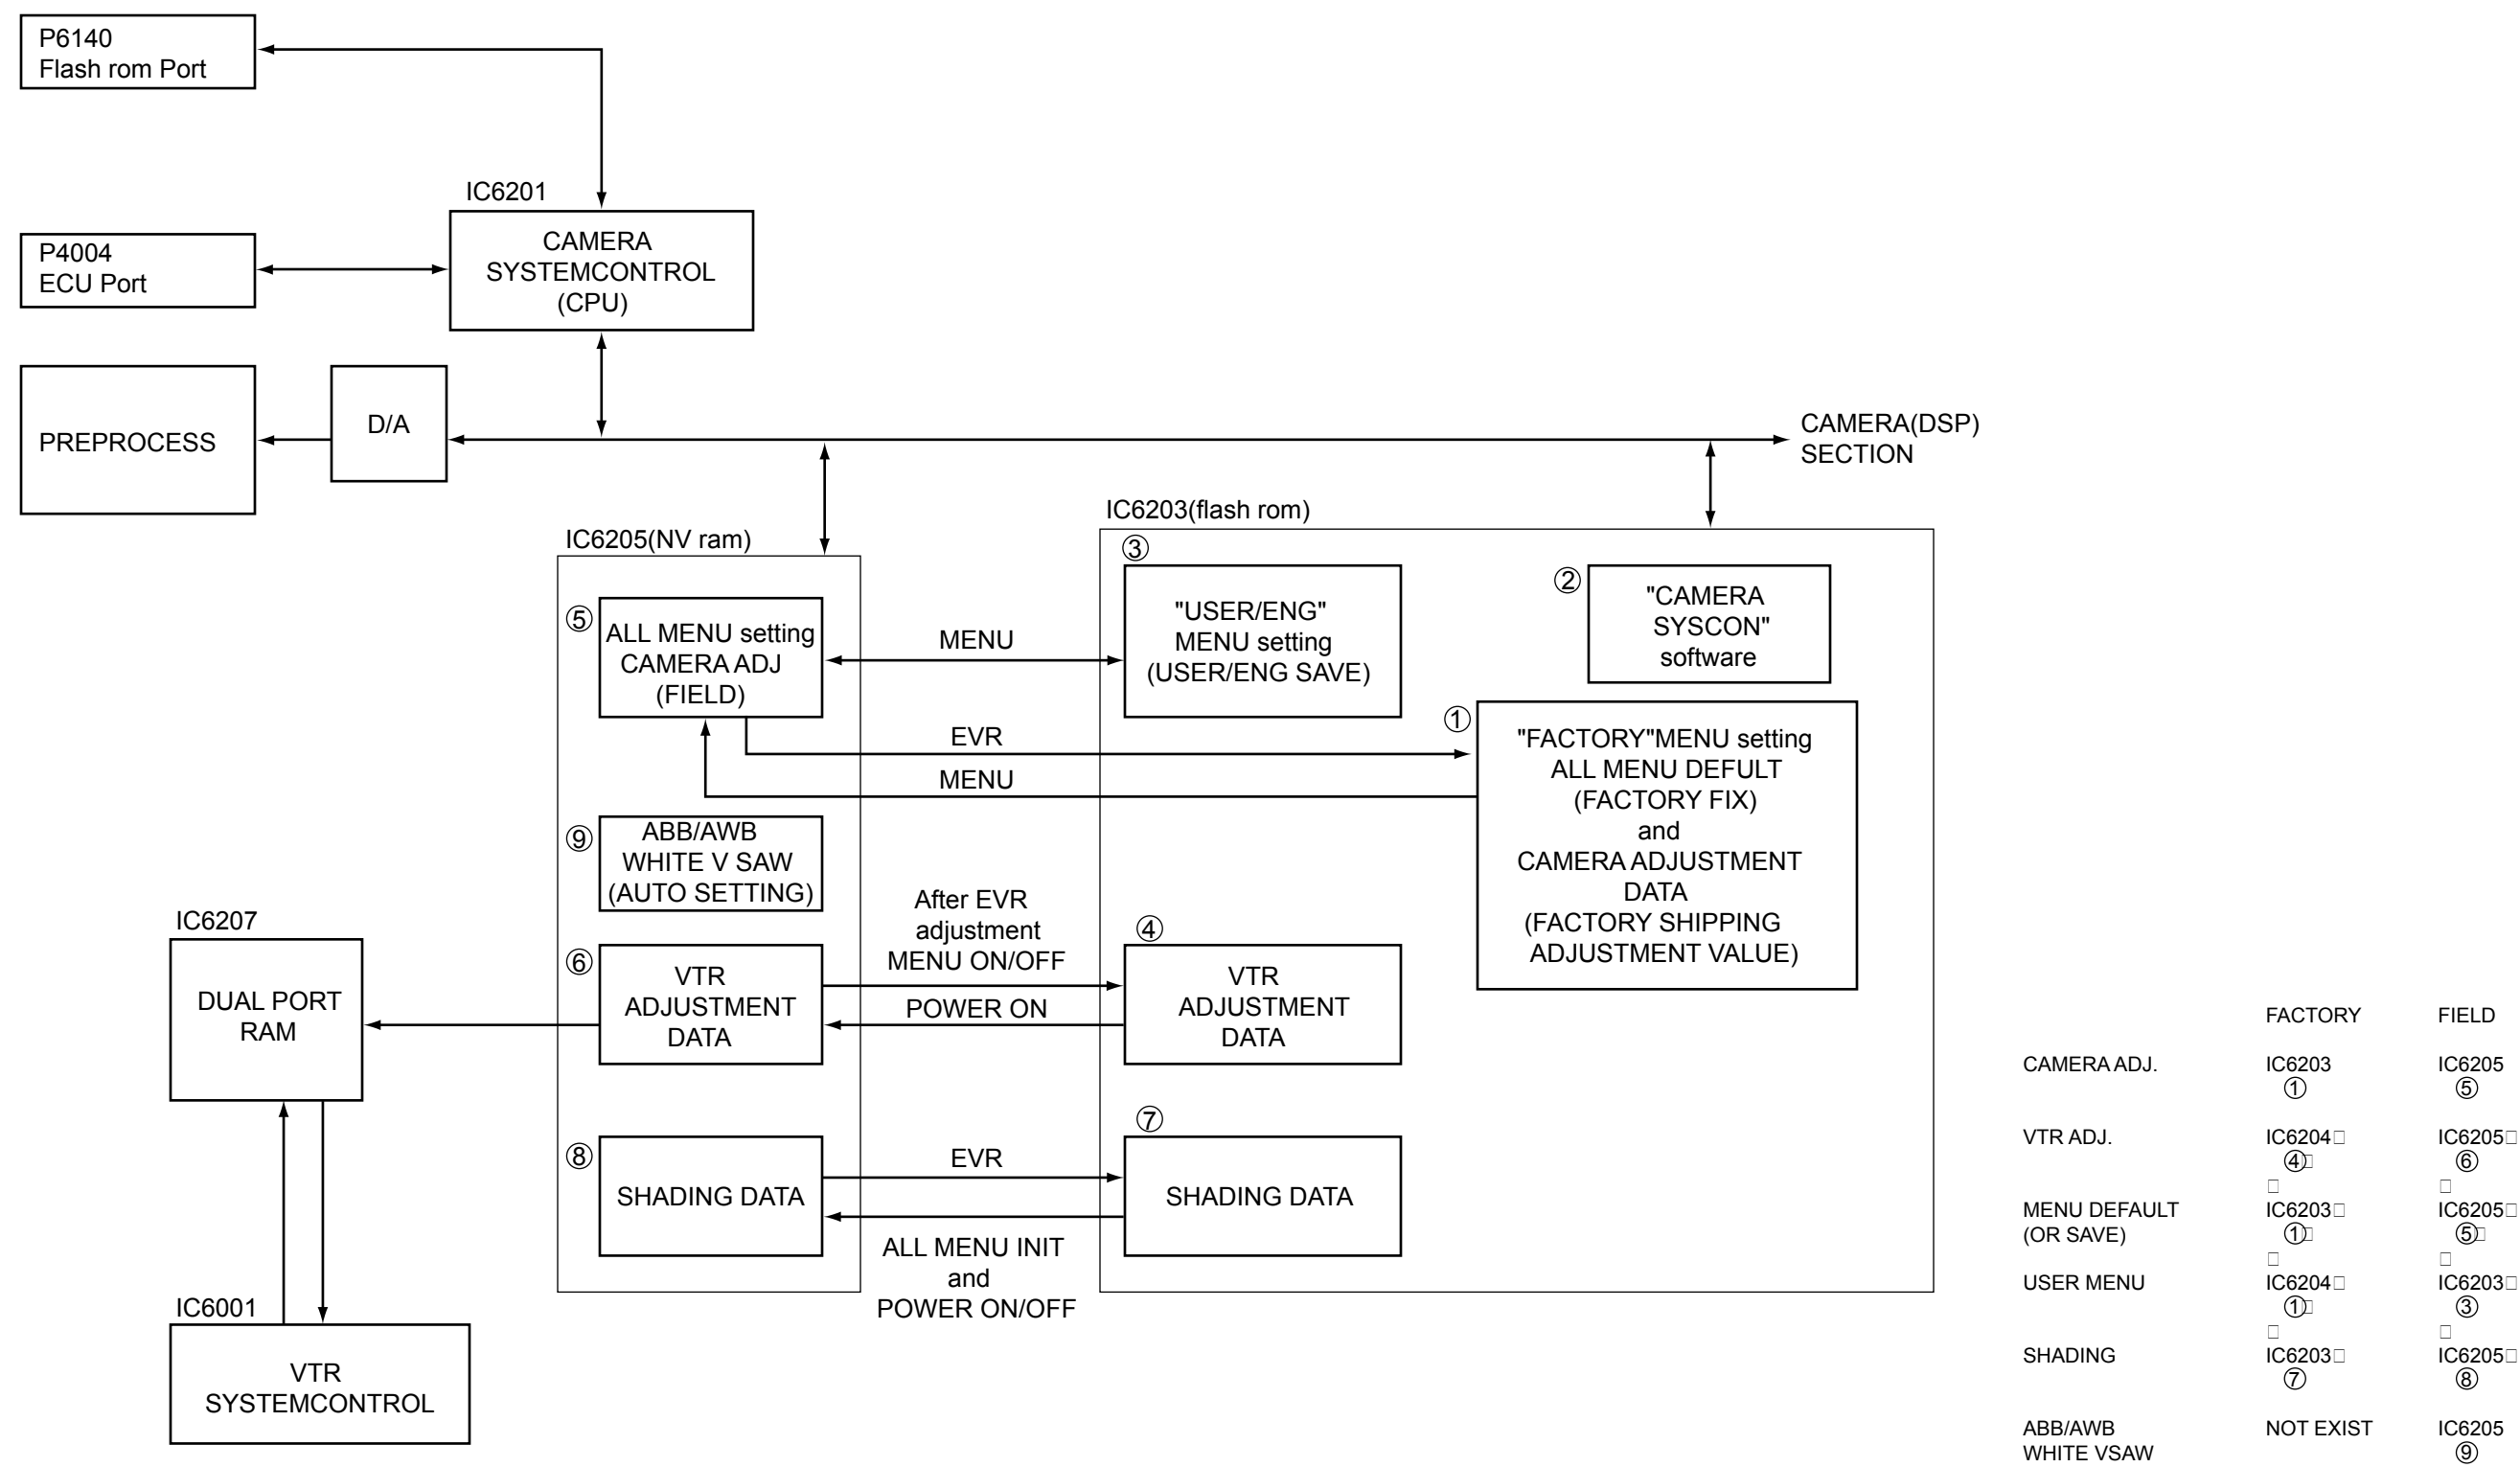 P6140
Flash rom Port
IC6201
CAMERA
SYSTEMCONTROL
(CPU)
P4004
ECU Port
PREPROCESS
D/A
CAMERA(DSP)
SECTION
IC6205(NV ram)
⑤
ALL MENU setting
CAMERA ADJ
(FIELD)
⑨
ABB/AWB
WHITE V SAW
(AUTO SETTING)
⑥
VTR
ADJUSTMENT
DATA
⑧
SHADING DATA
MENU
EVR
MENU
After EVR
adjustment
MENU ON/OFF
POWER ON
EVR
ALL MENU INIT
and
POWER ON/OFF
IC6203(flash rom)
③
"USER/ENG"
MENU setting
(USER/ENG SAVE)
②
"CAMERA
SYSCON"
software
①
"FACTORY"MENU setting
ALL MENU DEFULT
(FACTORY FIX)
and
CAMERA ADJUSTMENT
DATA
(FACTORY SHIPPING
ADJUSTMENT VALUE)
④
VTR
ADJUSTMENT
DATA
⑦
SHADING DATA
IC6207
DUAL PORT
RAM
IC6001
VTR
SYSTEMCONTROL
FACTORY FIELD
CAMERA ADJ. IC6203 IC6205
① ⑤
VTR ADJ. IC6204□ IC6205□
④□ ⑥
□ □
MENU DEFAULT IC6203□ IC6205□
(OR SAVE) ①□ ⑤□
□ □
USER MENU IC6204□ IC6203□
①□ ③
□ □
SHADING IC6203□ IC6205□
⑦ ⑧
ABB/AWB NOT EXIST IC6205
WHITE VSAW ⑨